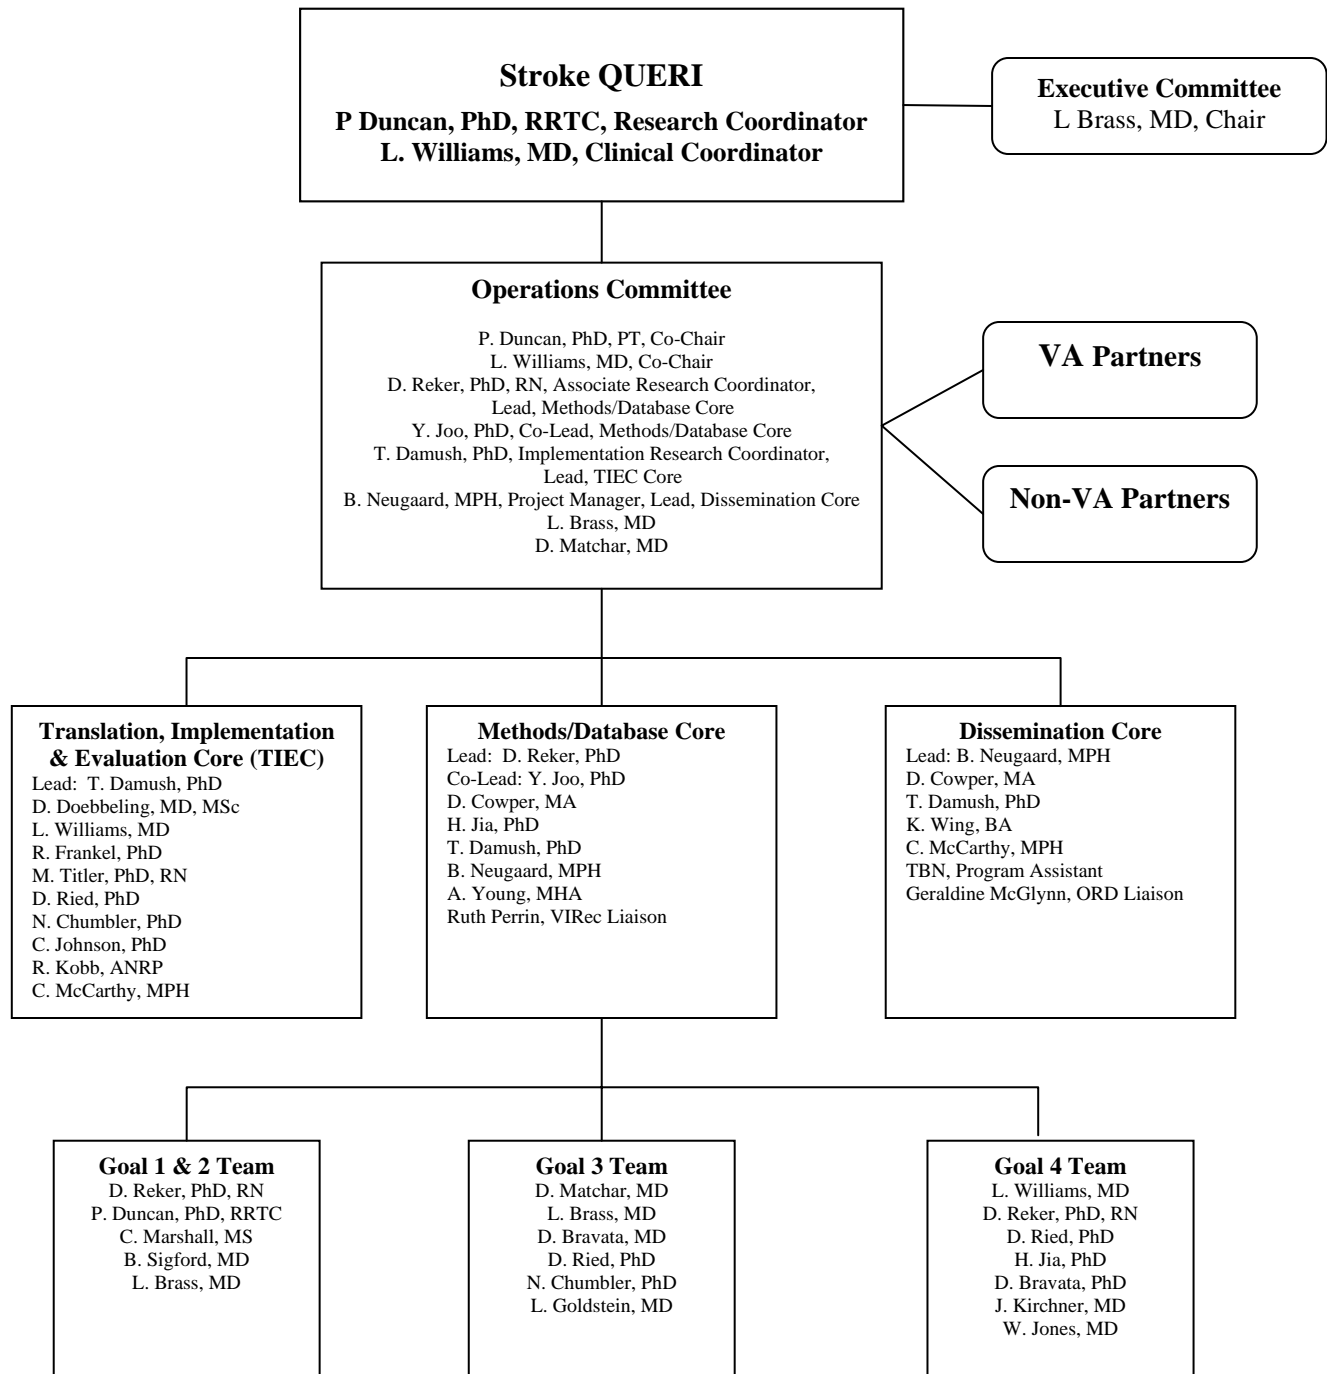 Stroke QUERI
P Duncan, PhD, RRTC, Research Coordinator
L. Williams, MD, Clinical Coordinator
Executive Committee
L Brass, MD, Chair
Operations Committee
P. Duncan, PhD, PT, Co-Chair
L. Williams, MD, Co-Chair
D. Reker, PhD, RN, Associate Research Coordinator,
Lead, Methods/Database Core
Y. Joo, PhD, Co-Lead, Methods/Database Core
T. Damush, PhD, Implementation Research Coordinator,
Lead, TIEC Core
B. Neugaard, MPH, Project Manager, Lead, Dissemination Core
L. Brass, MD
D. Matchar, MD
VA Partners
Non-VA Partners
Translation, Implementation
& Evaluation Core (TIEC)
Lead:  T. Damush, PhD
D. Doebbeling, MD, MSc
L. Williams, MD
R. Frankel, PhD
M. Titler, PhD, RN
D. Ried, PhD
N. Chumbler, PhD
C. Johnson, PhD
R. Kobb, ANRP
C. McCarthy, MPH
Methods/Database Core
Lead:  D. Reker, PhD
Co-Lead: Y. Joo, PhD
D. Cowper, MA
H. Jia, PhD
T. Damush, PhD
B. Neugaard, MPH
A. Young, MHA
Ruth Perrin, VIRec Liaison
Dissemination Core
Lead: B. Neugaard, MPH
D. Cowper, MA
T. Damush, PhD
K. Wing, BA
C. McCarthy, MPH
TBN, Program Assistant
Geraldine McGlynn, ORD Liaison
Goal 1 & 2 Team
D. Reker, PhD, RN
P. Duncan, PhD, RRTC
C. Marshall, MS
B. Sigford, MD
L. Brass, MD
Goal 3 Team
D. Matchar, MD
L. Brass, MD
D. Bravata, MD
D. Ried, PhD
N. Chumbler, PhD
L. Goldstein, MD
Goal 4 Team
L. Williams, MD
D. Reker, PhD, RN
D. Ried, PhD
H. Jia, PhD
D. Bravata, PhD
J. Kirchner, MD
W. Jones, MD